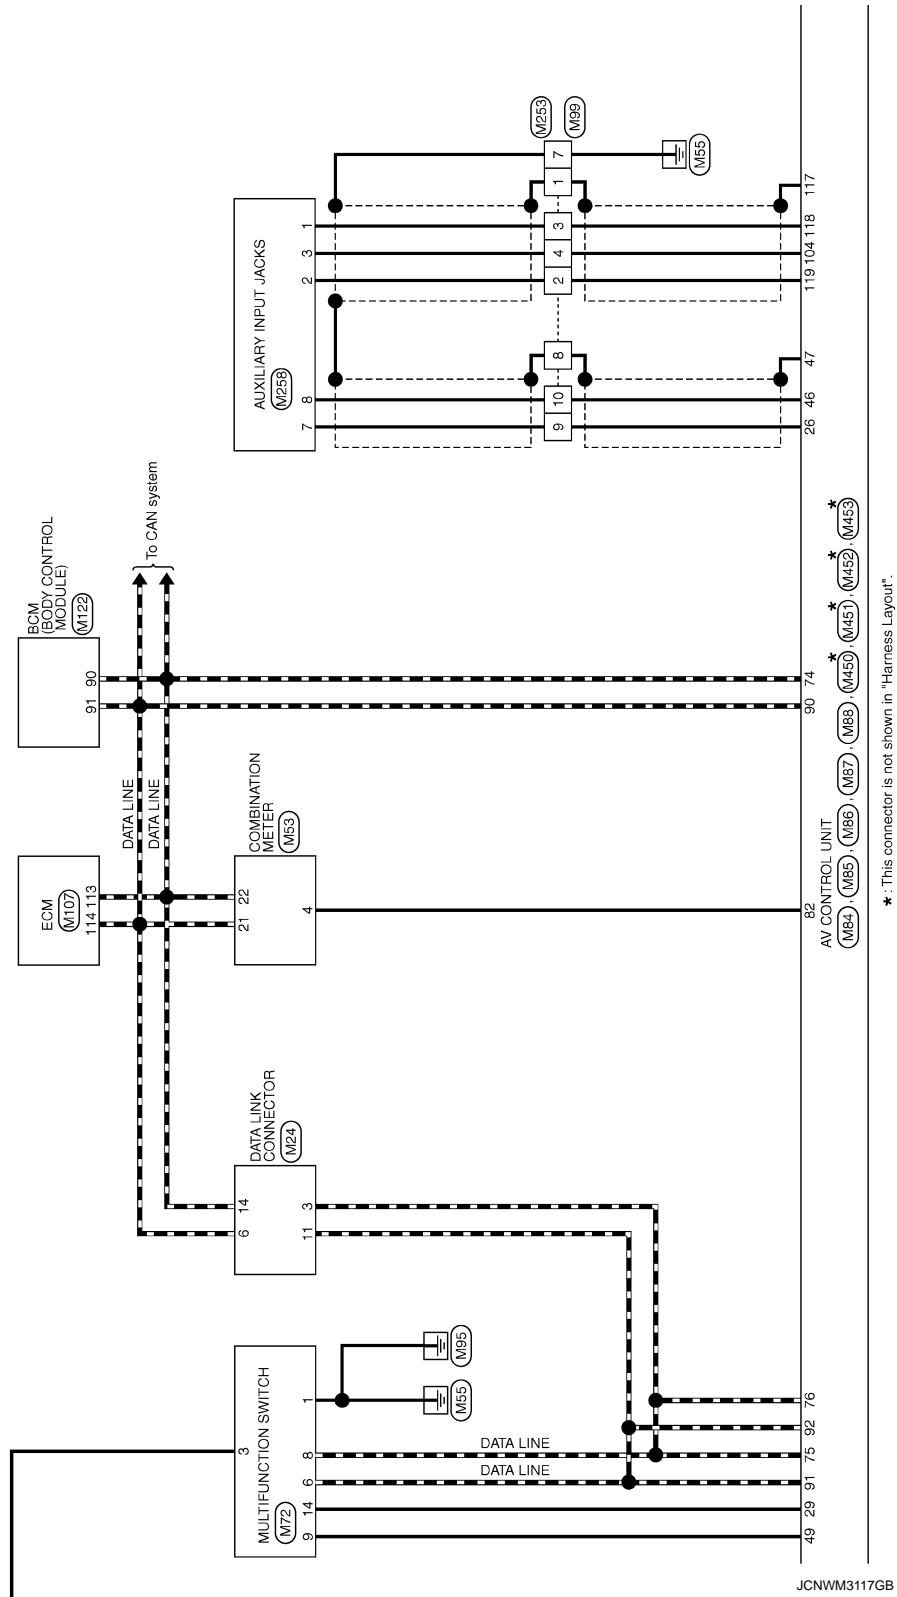 MULTIFUNCTION SWITCH
M72
3
9
14
6
8
1
DATA LINE
DATA LINE
M55
M95
DATA LINK
CONNECTOR
M24
6
14
11
3
ECM
M107
114 113
DATA LINE
DATA LINE
COMBINATION
METER
M53
21
22
4
BCM
(BODY CONTROL
MODULE)
M122
91
90
To CAN system
AUXILIARY INPUT JACKS
M258
7
8
2
3
1
9
10
8
2
4
3
1
7
M253
M99
M55
49
29
91
75
92
76
82
90
74
26
46
47
119
104
118
117
AV CONTROL UNIT
M84 , M85 , M86 , M87 , M88 , M450 * , M451 * , M452 * , M453 *
* : This connector is not shown in "Harness Layout".
JCNWM3117GB